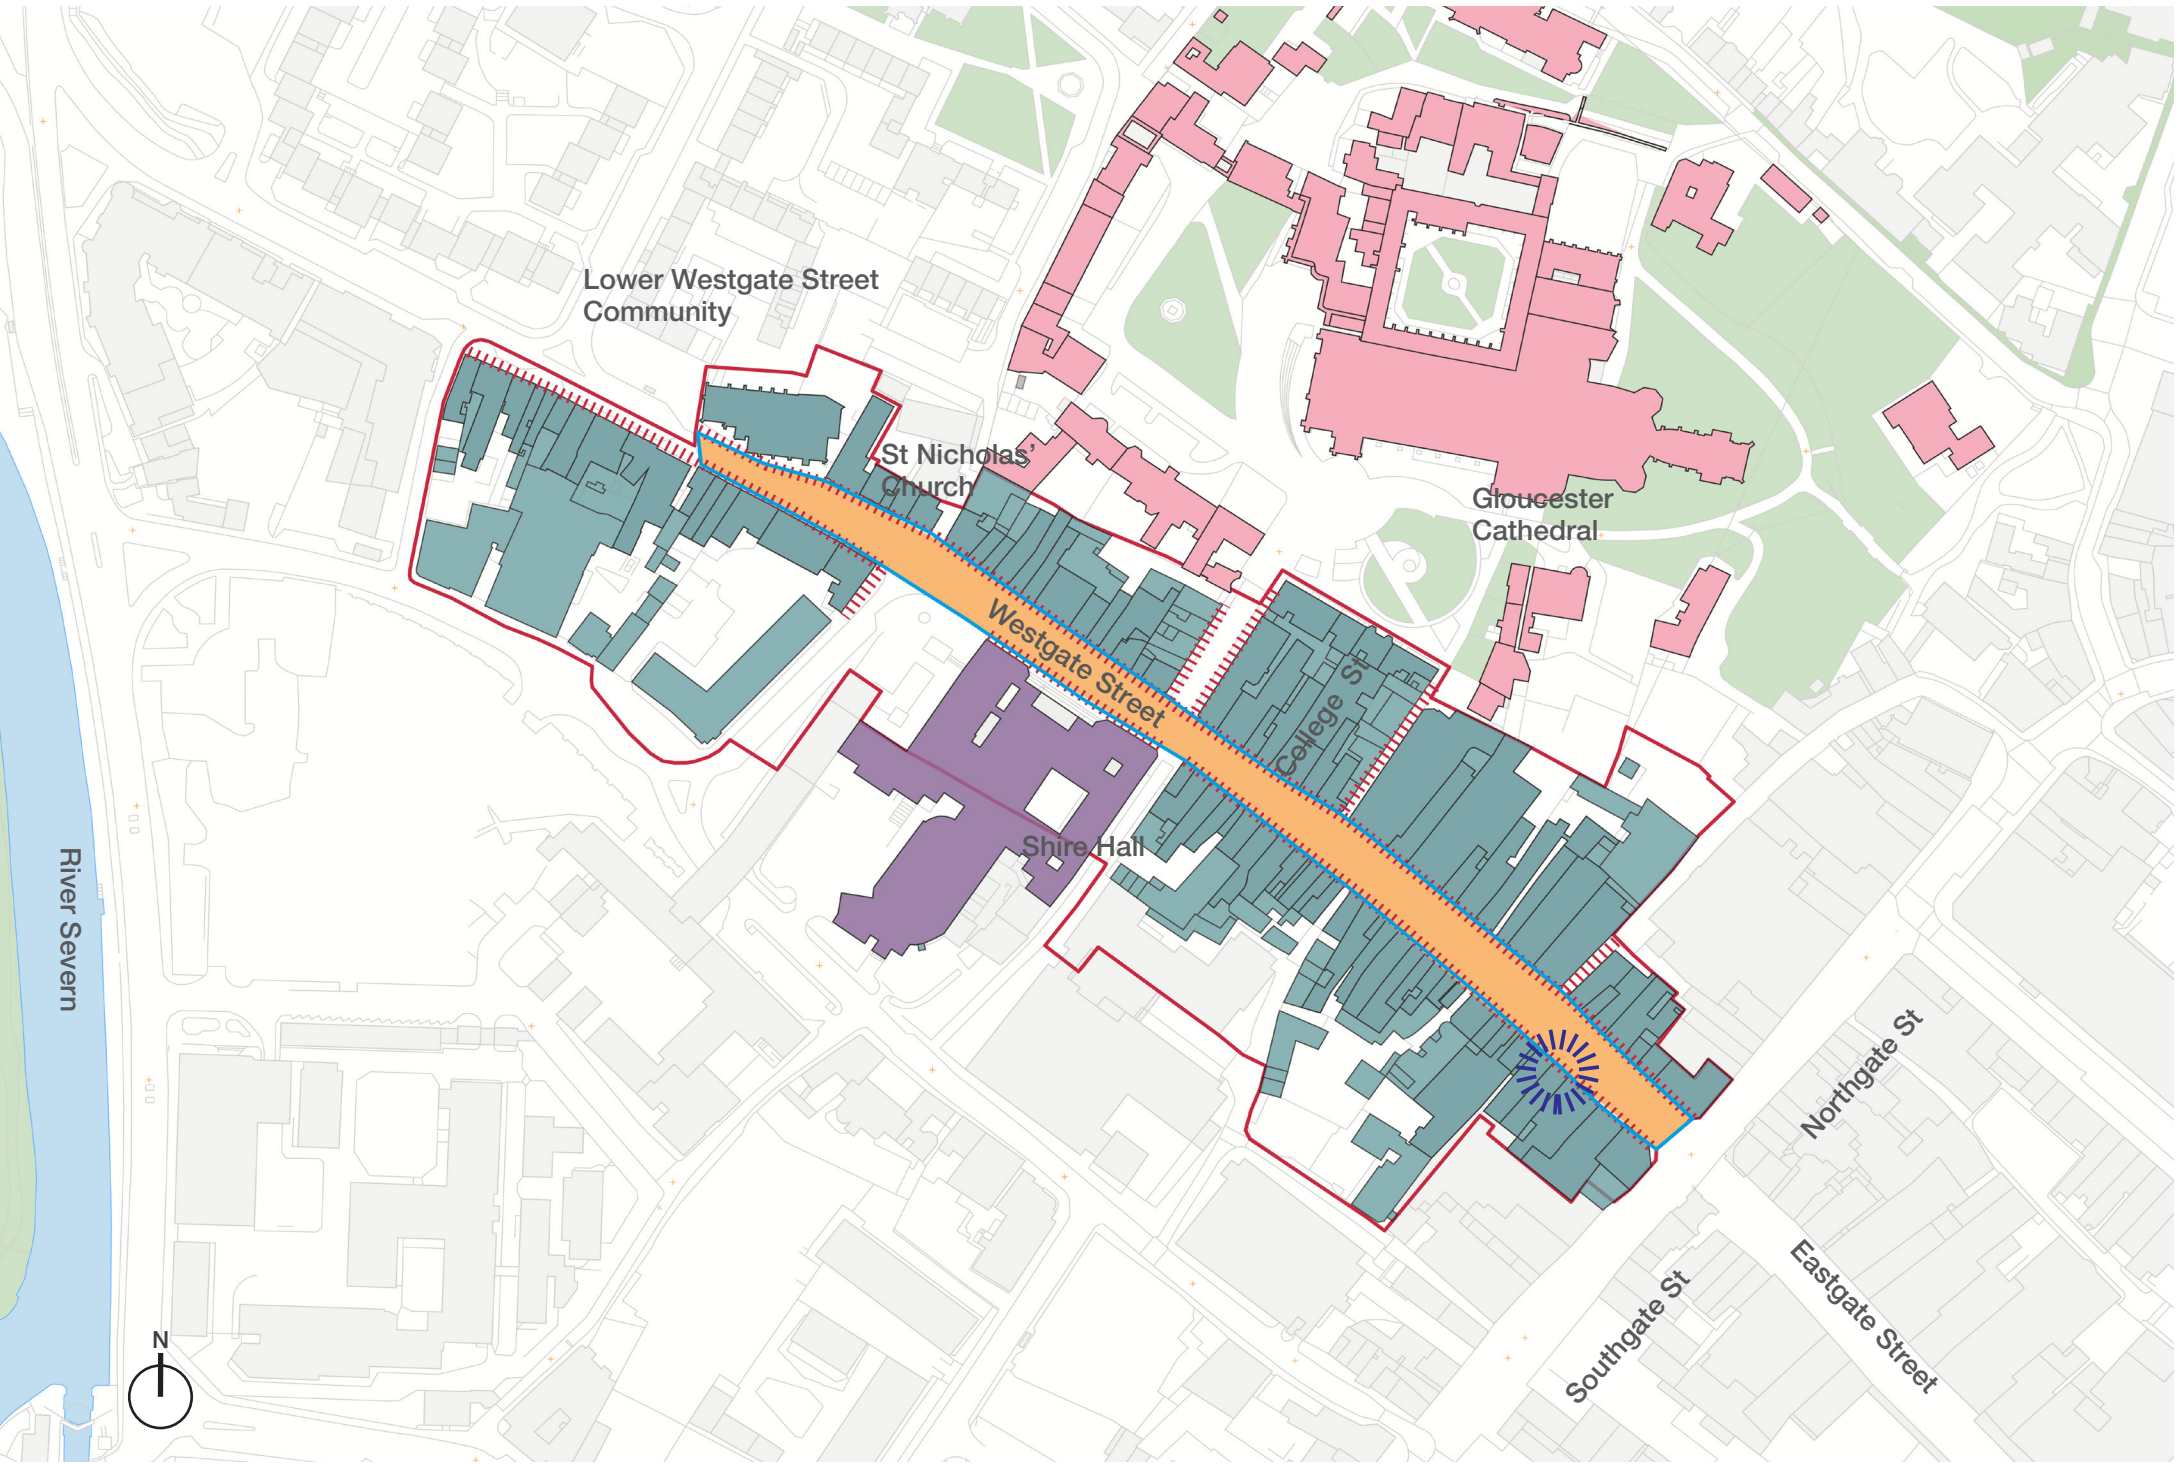 Lower Westgate Street
Community
St Nicholas'
Church
Gloucester
Cathedral
Westgate Street
College St
Shire Hall
River Severn
Northgate St
Southgate St
Eastgate Street
N